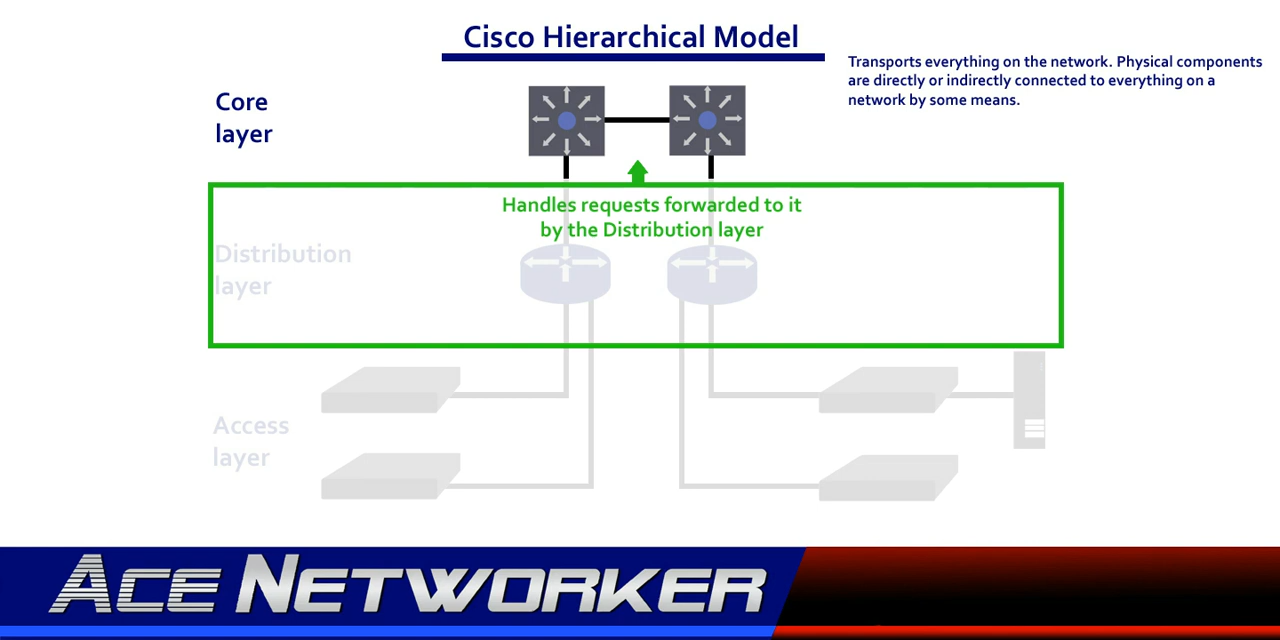 Cisco Hierarchical Model
Transports everything on the network. Physical components
are directly or indirectly connected to everything on a
network by some means.
Core
layer
Handles requests forwarded to it
by the Distribution layer
Distribution
layer
Access
layer
ACE NETWORKER